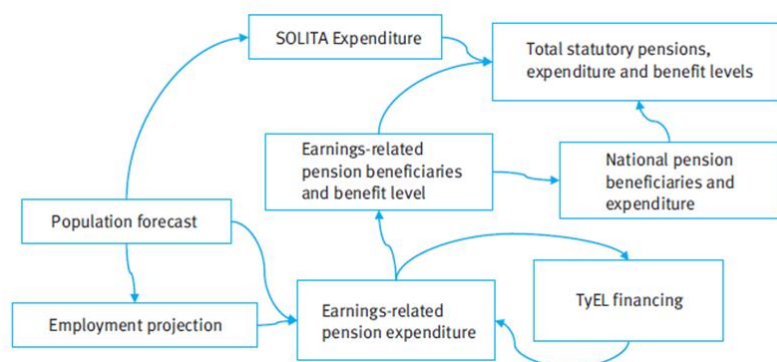 SOLITA Expenditure
Total statutory pensions,
expenditure and benefit levels
Earnings-related
pension beneficiaries
and benefit level
National pension
beneficiaries and
expenditure
Population forecast
Employment projection
Earnings-related
pension expenditure
TyEL financing